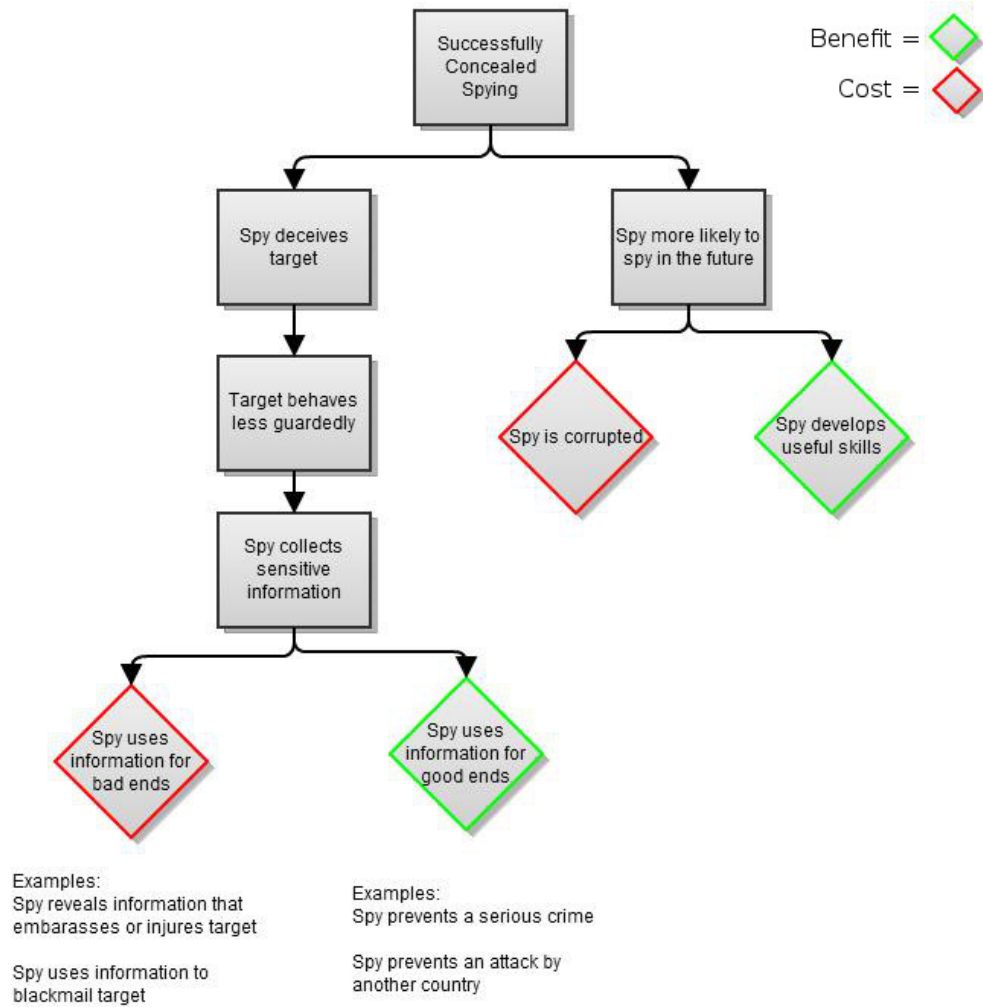 Successfully
Concealed
Spying
Benefit =
Cost =
Spy deceives
target
Spy more likely to
spy in the future
Target behaves
less guardedly
Spy is corrupted
Spy develops
useful skills
Spy collects
sensitive
information
Spy uses
information for
bad ends
Spy uses
information for
good ends
Examples:
Spy reveals information that
embarasses or injures target
Spy uses information to
blackmail target
Examples:
Spy prevents a serious crime
Spy prevents an attack by
another country